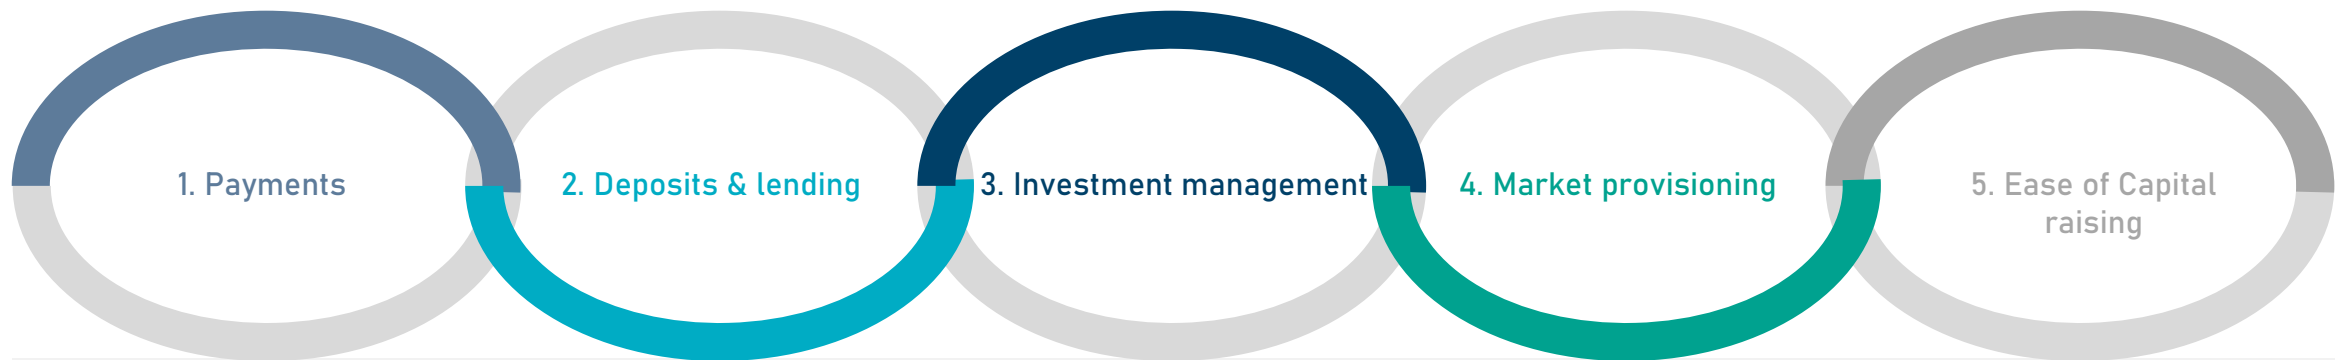 1. Payments
2. Deposits & lending
3. Investment management
4. Market provisioning
5. Ease of Capital
raising